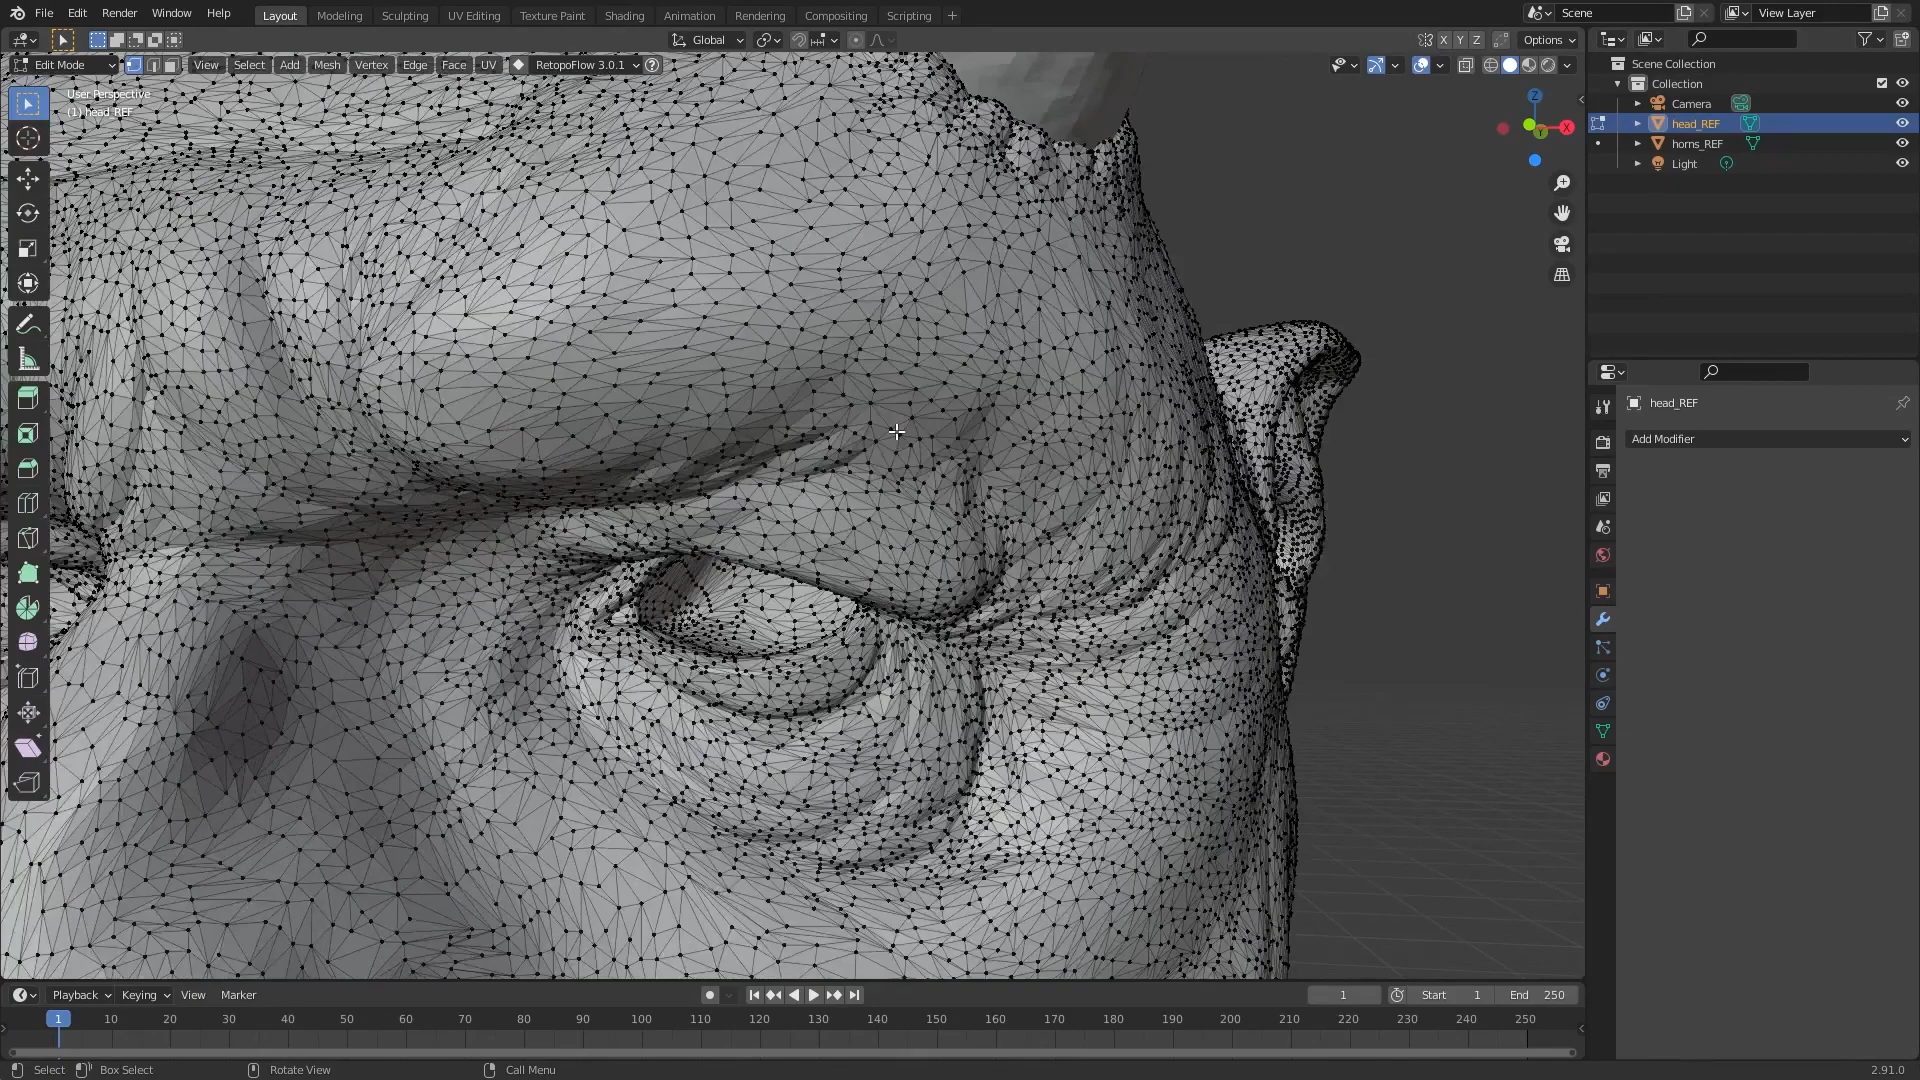 File Edit Render Window Help
Layout Modeling Sculpting UV Editing Texture Paint Shading Animation Rendering Compositing Scripting +
Scene
View Layer
Global
X Y Z
Options
Edit Mode
View Select Add Mesh Vertex Edge Face UV
RetopoFlow 3.0.1
User Perspective
(1) head_REF
Z
X
Y
Scene Collection
Collection
Camera
head_REF
horns_REF
Light
head_REF
Add Modifier
Playback Keying View Marker
1
Start 1
End 250
1 10 20 30 40 50 60 70 80 90 100 110 120 130 140 150 160 170 180 190 200 210 220 230 240 250
Select Box Select Rotate View Call Menu
2.91.0